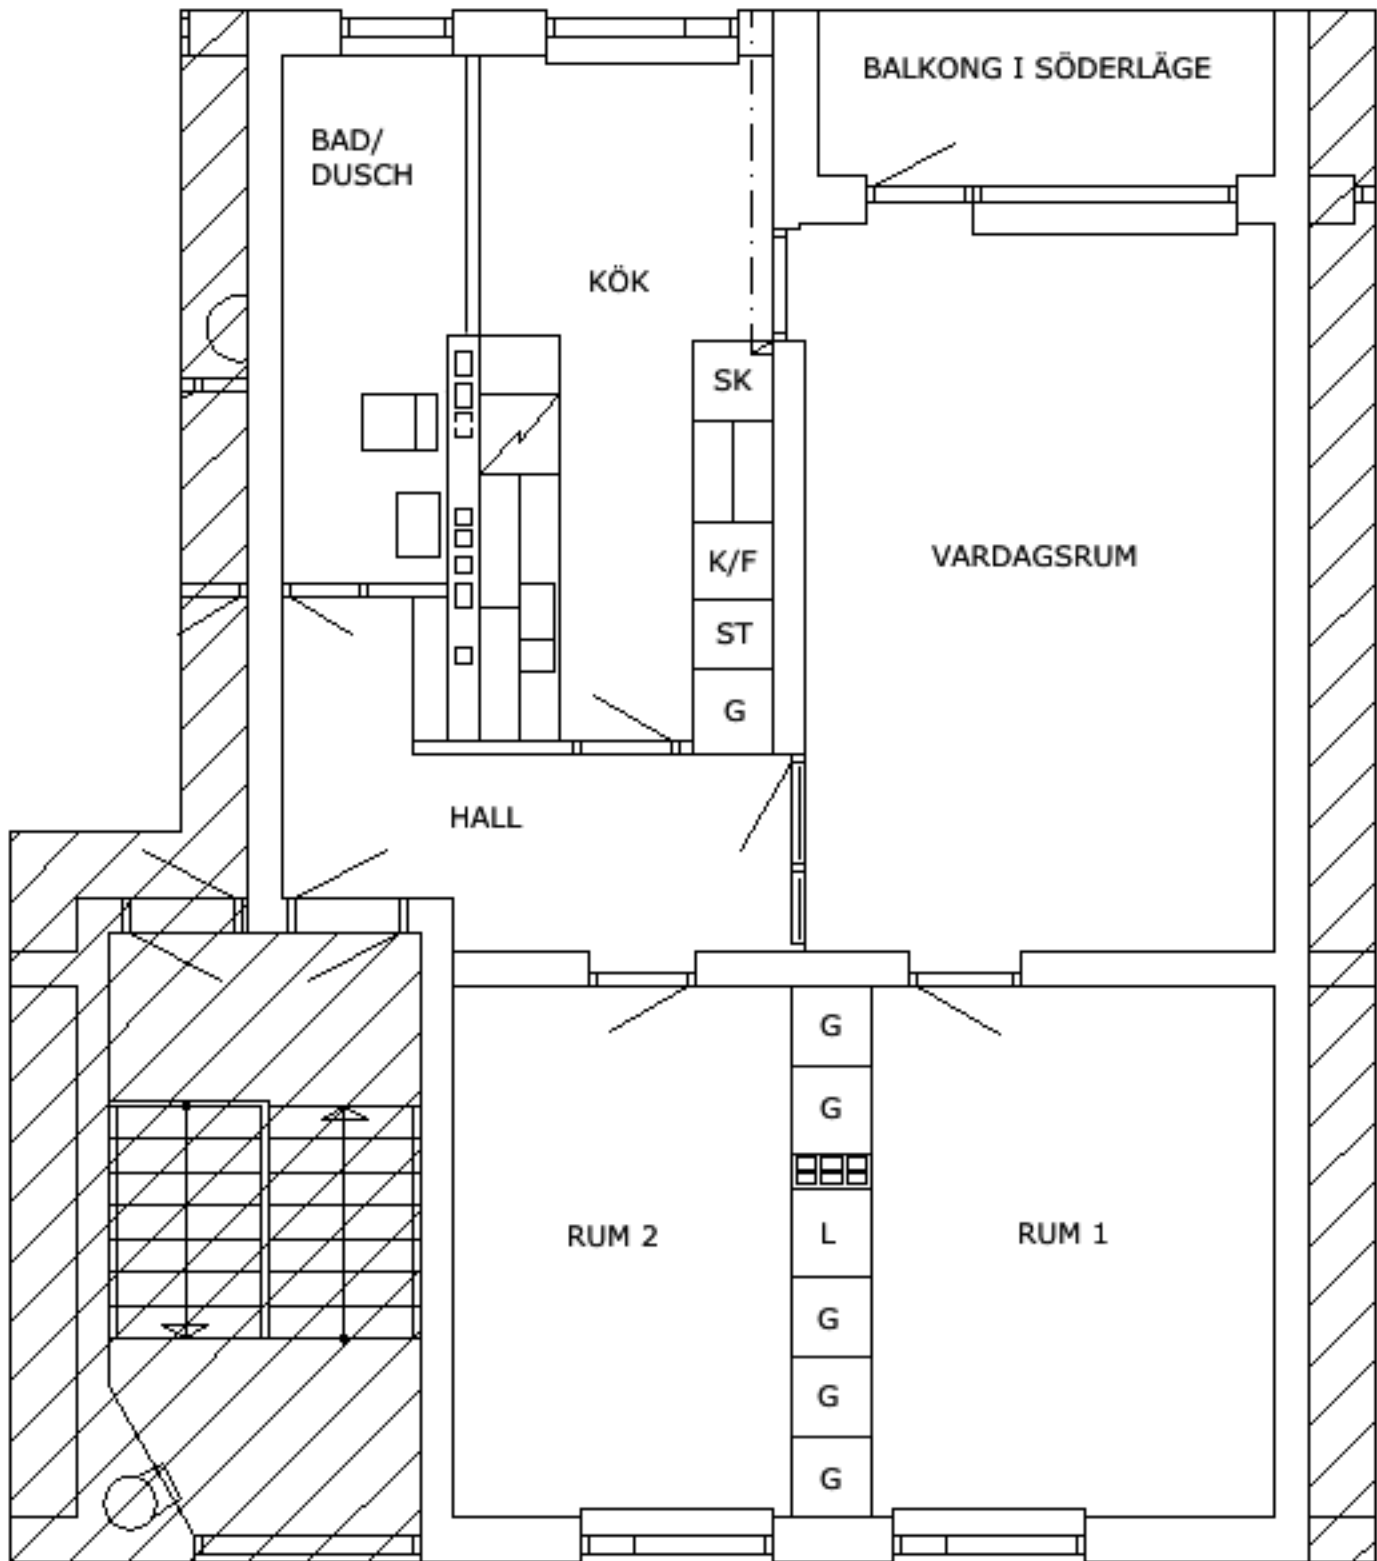 BALKONG I SÖDERLÄGE
BAD/
DUSCH
KÖK
SK
K/F
VARDAGSRUM
ST
G
HALL
G
G
RUM 2
L
RUM 1
G
G
G